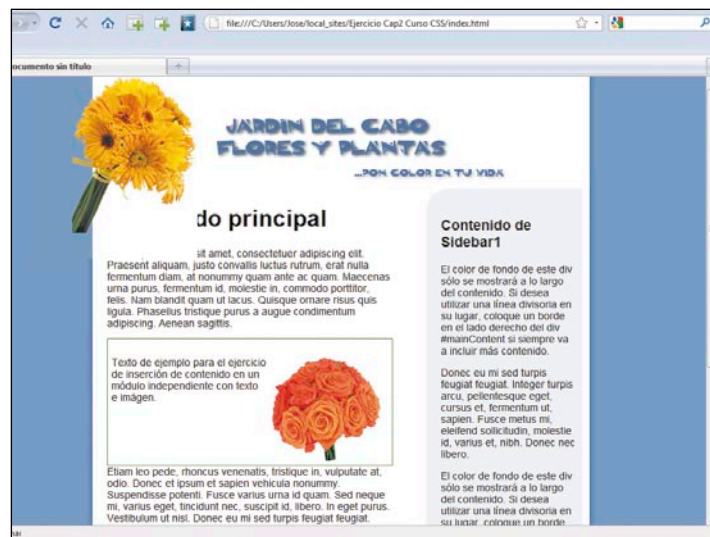 file:///C:/Users/Jose/local_sites/Ejercicio Cap2 Curso CSS/index.html
ocumento sin título
JARDIN DEL CABO
FLORES Y PLANTAS
...PON COLOR EN TU VIDA
do principal
sit amet, consectetuer adipiscing elit.
Praesent aliquam, justo convallis luctus rutrum, erat nulla
fermentum diam, at nonummy quam ante ac quam. Maecenas
urna purus, fermentum id, molestie in, commodo porttitor,
felis. Nam blandit quam ut lacus. Quisque ornare risus quis
ligula. Phasellus tristique purus a augue condimentum
adipiscing. Aenean sagittis.
Texto de ejemplo para el ejercicio
de inserción de contenido en un
módulo independiente con texto
e imágen.
Etiam leo pede, rhoncus venenatis, tristique in, vulputate at,
odio. Donec et ipsum et sapien vehicula nonummy.
Suspendisse potenti. Fusce varius urna id quam. Sed neque
mi, varius eget, tincidunt nec, suscipit id, libero. In eget purus.
Vestibulum ut nisl. Donec eu mi sed turpis feugiat feugiat.
Contenido de
Sidebar1
El color de fondo de este div
sólo se mostrará a lo largo
del contenido. Si desea
utilizar una línea divisoria en
su lugar, coloque un borde
en el lado derecho del div
#mainContent si siempre va
a incluir más contenido.
Donec eu mi sed turpis
feugiat feugiat. Integer turpis
arcu, pellentesque eget,
cursus et, fermentum ut,
sapien. Fusce metus mi,
eleifend sollicitudin, molestie
id, varius et, nibh. Donec nec
libero.
El color de fondo de este div
sólo se mostrará a lo largo
del contenido. Si desea
utilizar una línea divisoria en
su lugar, coloque un borde